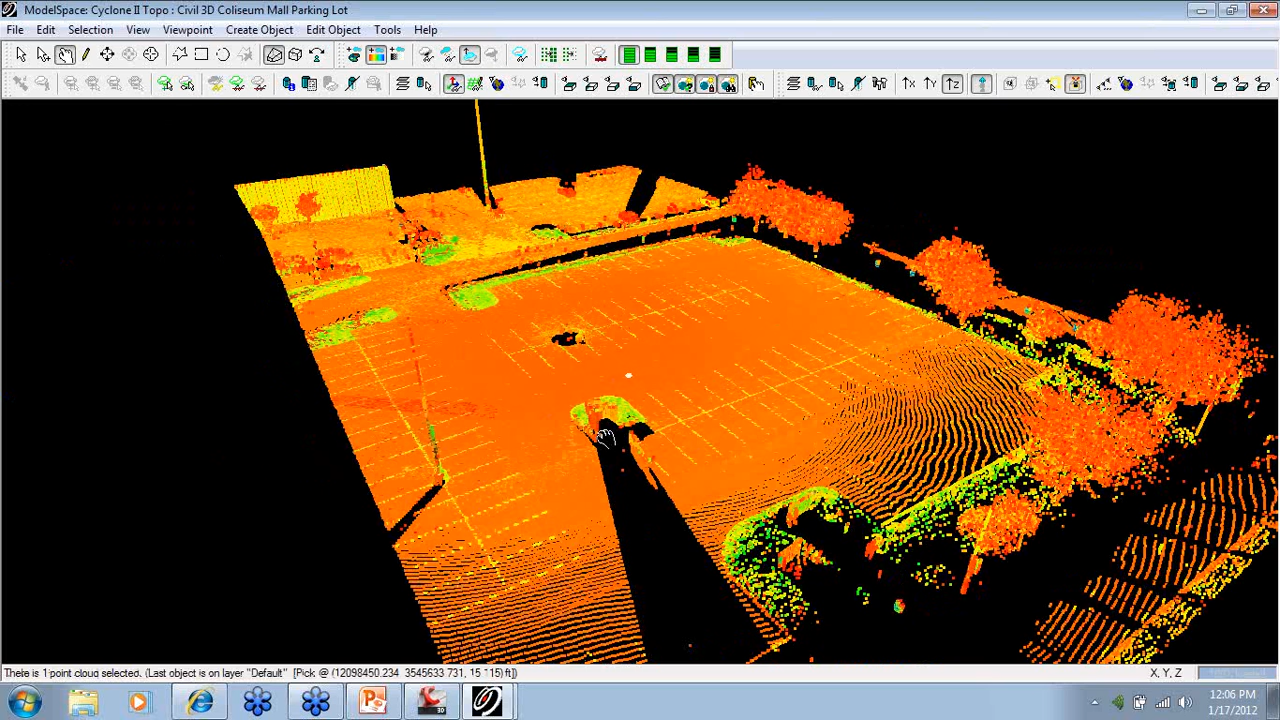 ModelSpace: Cyclone II Topo : Civil 3D Coliseum Mall Parking Lot
File Edit Selection View Viewpoint Create Object Edit Object Tools Help
There is 1 point cloud selected. (Last object is on layer "Default" [Pick @ (12098450.234 3545633.731, 15.115) ft]) X, Y, Z
12:06 PM
1/17/2012